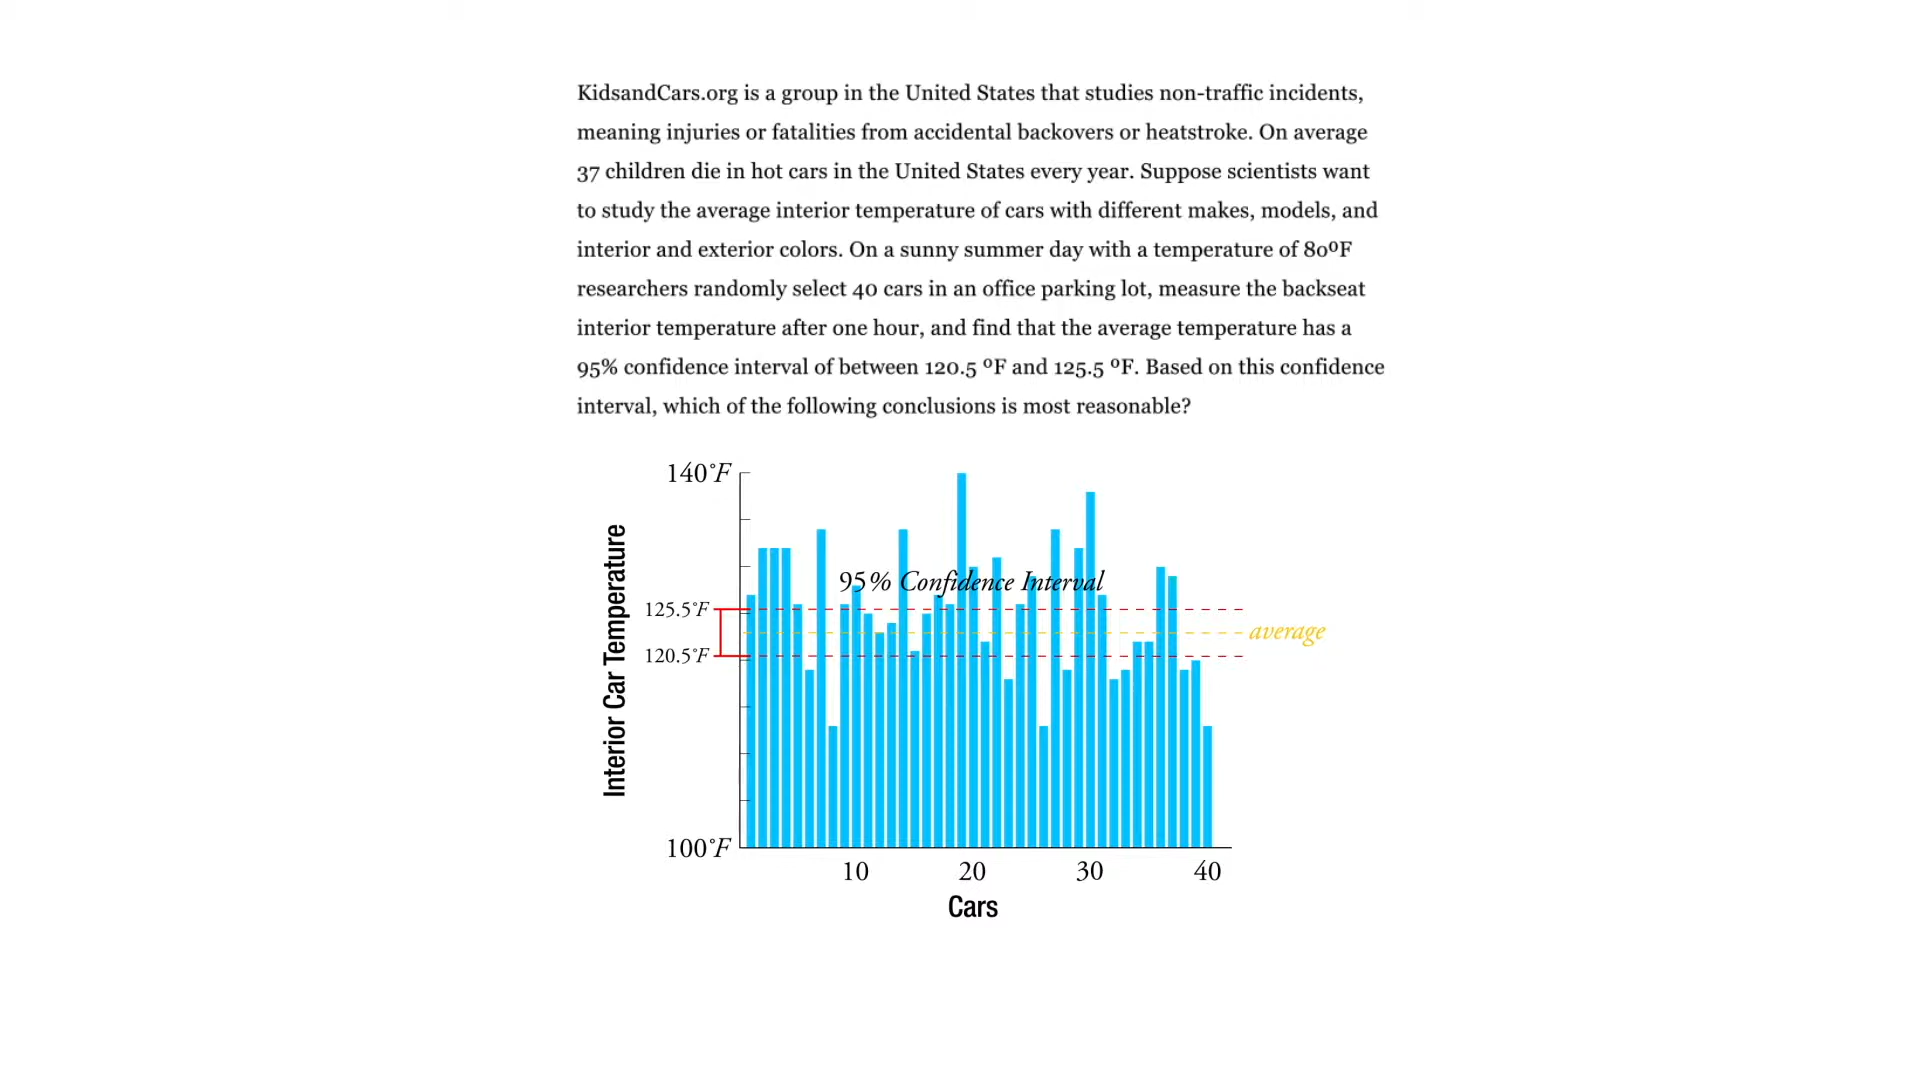 KidsandCars.org is a group in the United States that studies non-traffic incidents,
meaning injuries or fatalities from accidental backovers or heatstroke. On average
37 children die in hot cars in the United States every year. Suppose scientists want
to study the average interior temperature of cars with different makes, models, and
interior and exterior colors. On a sunny summer day with a temperature of 80ºF
researchers randomly select 40 cars in an office parking lot, measure the backseat
interior temperature after one hour, and find that the average temperature has a
95% confidence interval of between 120.5 ºF and 125.5 ºF. Based on this confidence
interval, which of the following conclusions is most reasonable?
140°F
95% Confidence Interval
125.5°F
average
120.5°F
Interior Car Temperature
100°F
10 20 30 40
Cars